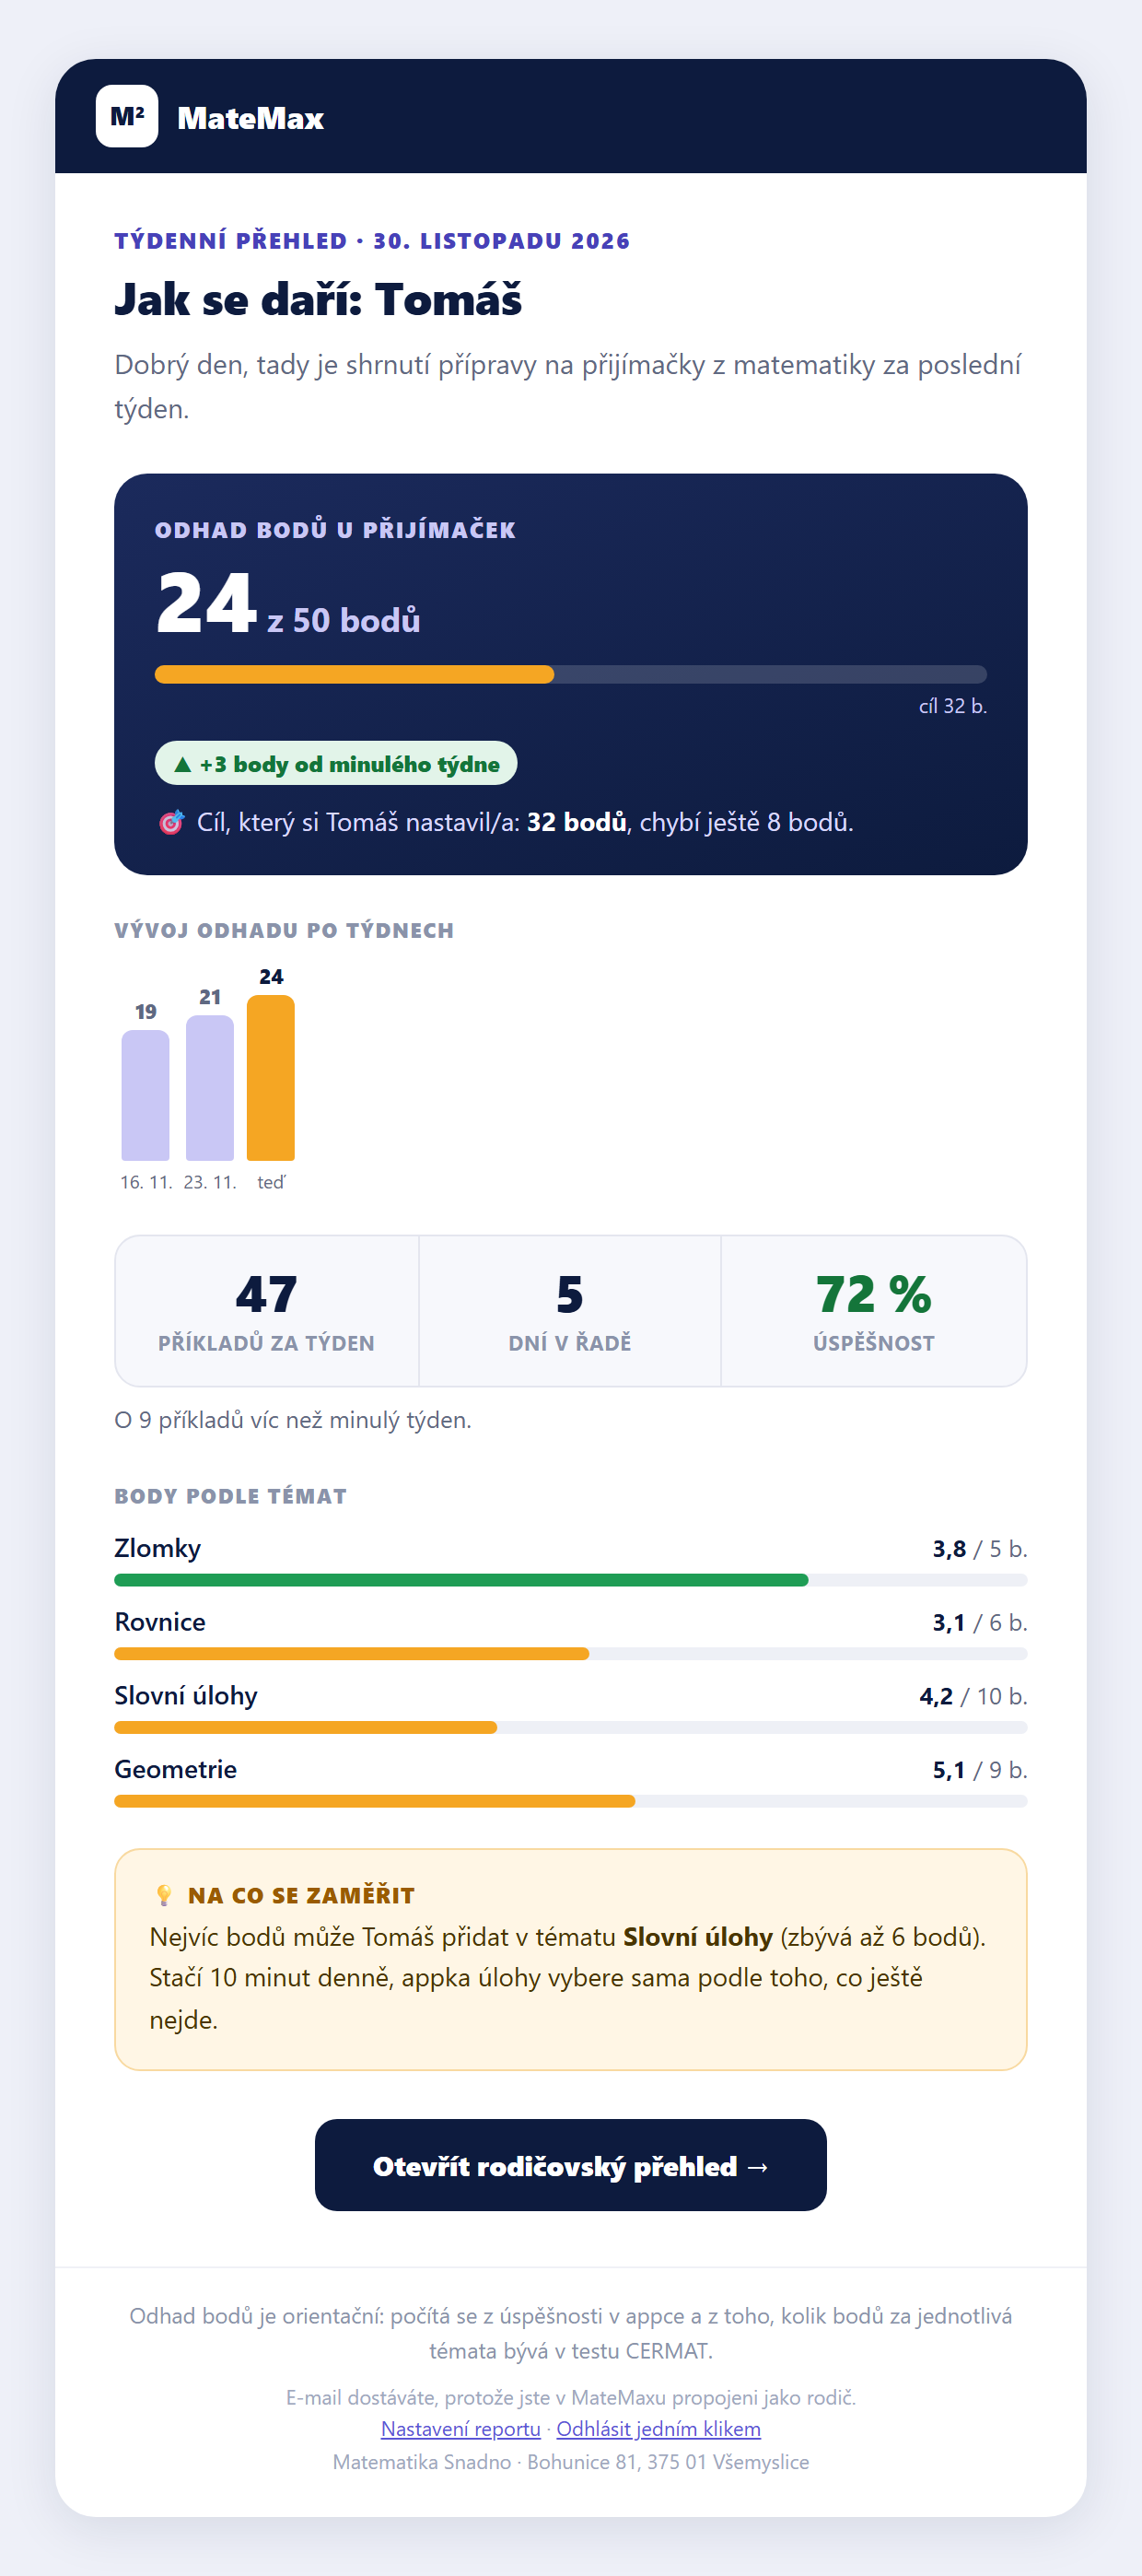 M²
MateMax
TÝDENNÍ PŘEHLED · 30. LISTOPADU 2026
Jak se daří: Tomáš
Dobrý den, tady je shrnutí přípravy na přijímačky z matematiky za poslední
týden.
ODHAD BODŮ U PŘIJÍMAČEK
24 z 50 bodů
cíl 32 b.
▲ +3 body od minulého týdne
🎯 Cíl, který si Tomáš nastavil/a: 32 bodů, chybí ještě 8 bodů.
VÝVOJ ODHADU PO TÝDNECH
19 21 24
16. 11. 23. 11. teď
47 5 72 %
PŘÍKLADŮ ZA TÝDEN DNÍ V ŘADĚ ÚSPĚŠNOST
O 9 příkladů víc než minulý týden.
BODY PODLE TÉMAT
Zlomky 3,8 / 5 b.
Rovnice 3,1 / 6 b.
Slovní úlohy 4,2 / 10 b.
Geometrie 5,1 / 9 b.
💡 NA CO SE ZAMĚŘIT
Nejvíc bodů může Tomáš přidat v tématu Slovní úlohy (zbývá až 6 bodů).
Stačí 10 minut denně, appka úlohy vybere sama podle toho, co ještě
nejde.
Otevřít rodičovský přehled →
Odhad bodů je orientační: počítá se z úspěšnosti v appce a z toho, kolik bodů za jednotlivá
témata bývá v testu CERMAT.
E-mail dostáváte, protože jste v MateMaxu propojeni jako rodič.
Nastavení reportu · Odhlásit jedním klikem
Matematika Snadno · Bohunice 81, 375 01 Všemyslice